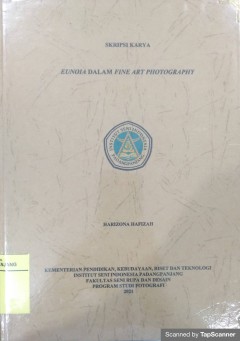 SKRIPSI KARYA
EUNOIA DALAM FINE ART PHOTOGRAPHY
HAFIZAH
KEMENTERIAN PENDIDIKAN, KEBUDAYAAN, RISET DAN TEKNOLOGI
INSTITUT SENI INDONESIA PADANGPANJANG
FAKULTAS SENI RUPA DAN DESAIN
PROGRAM STUDI FOTOGRAFI
2021
Scanned by TapScanner